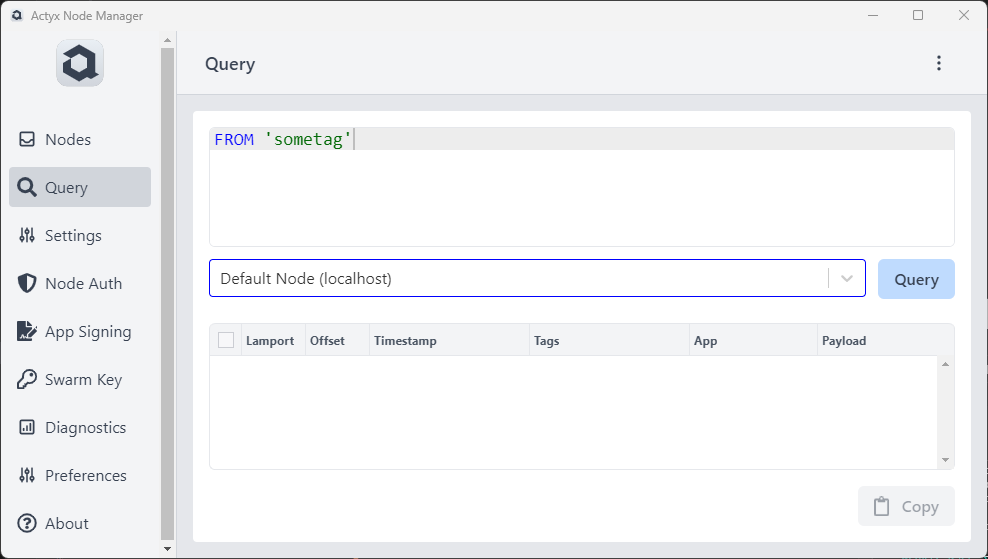 Actyx Node Manager
Nodes
Query
Settings
Node Auth
App Signing
Swarm Key
Diagnostics
Preferences
About
Query
FROM 'sometag'
Default Node (localhost)
Query
Lamport Offset Timestamp Tags App Payload
Copy